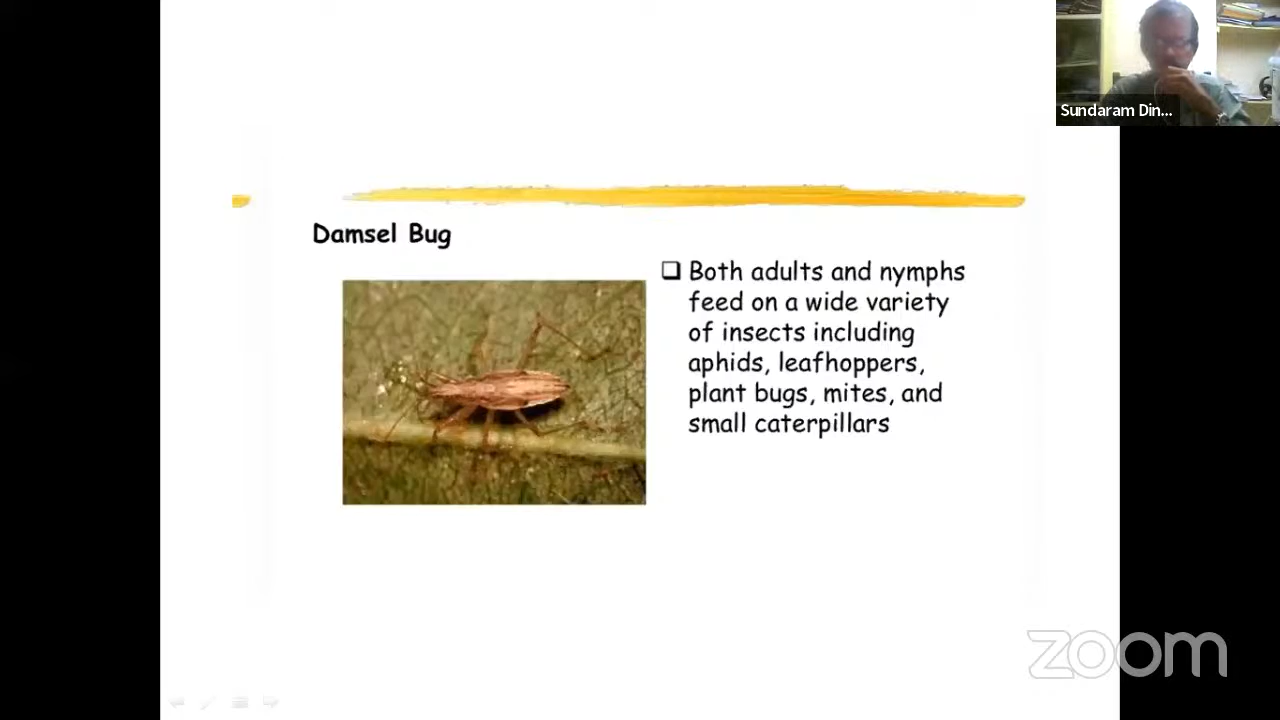 Sundaram Din...
Damsel Bug
❑ Both adults and nymphs
feed on a wide variety
of insects including
aphids, leafhoppers,
plant bugs, mites, and
small caterpillars
zoom